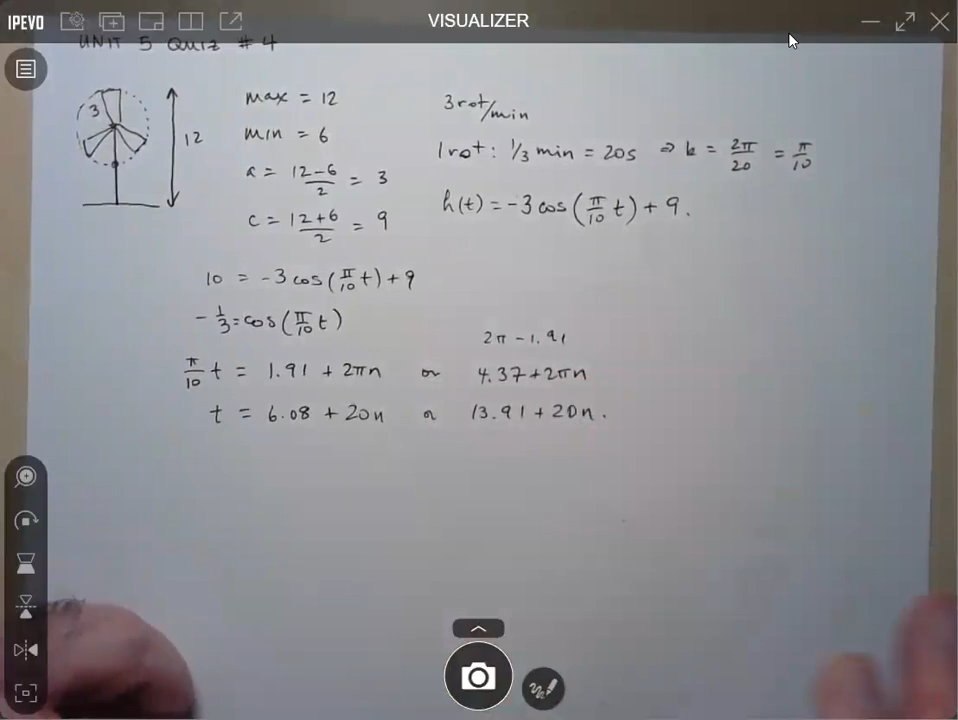 IPEVO
VISUALIZER
UNIT 5 QUIZ # 4
3
12
max = 12
min = 6
a = 12-6/2 = 3
c = 12+6/2 = 9
3 rot/min
1 rot : 1/3 min = 20s ⇒ k = 2π/20 = π/10
h(t) = -3 cos(π/10 t) + 9.
10 = -3 cos(π/10 t) + 9
-1/3 = cos(π/10 t)
2π - 1.91
π/10 t = 1.91 + 2πn or 4.37 + 2πn
t = 6.08 + 20n or 13.91 + 20n.